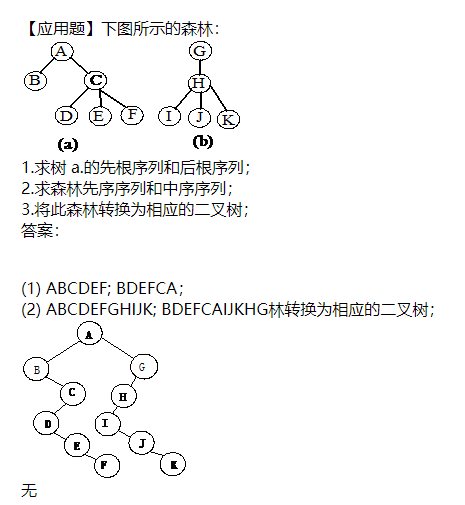 【应用题】下图所示的森林：
A
G
B
C
H
D
E
F
I
J
K
(a)
(b)
1.求树 a.的先根序列和后根序列；
2.求森林先序序列和中序序列；
3.将此森林转换为相应的二叉树；
答案：
(1) ABCDEF; BDEFCA；
(2) ABCDEFGHIJK; BDEFCAIJKHG林转换为相应的二叉树；
A
B
G
C
H
D
I
E
J
F
K
无